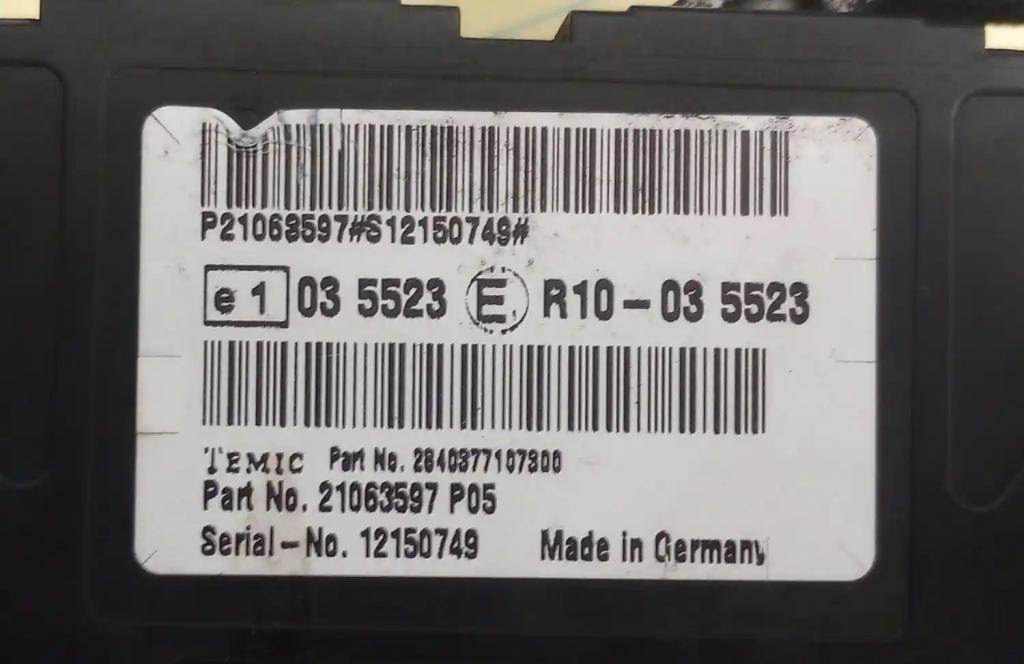 P21063597#S12150749#
e 1 03 5523 E R10-03 5523
TEMIC Part No. 2840377107300
Part No. 21063597 P05
Serial-No. 12150749 Made in Germany